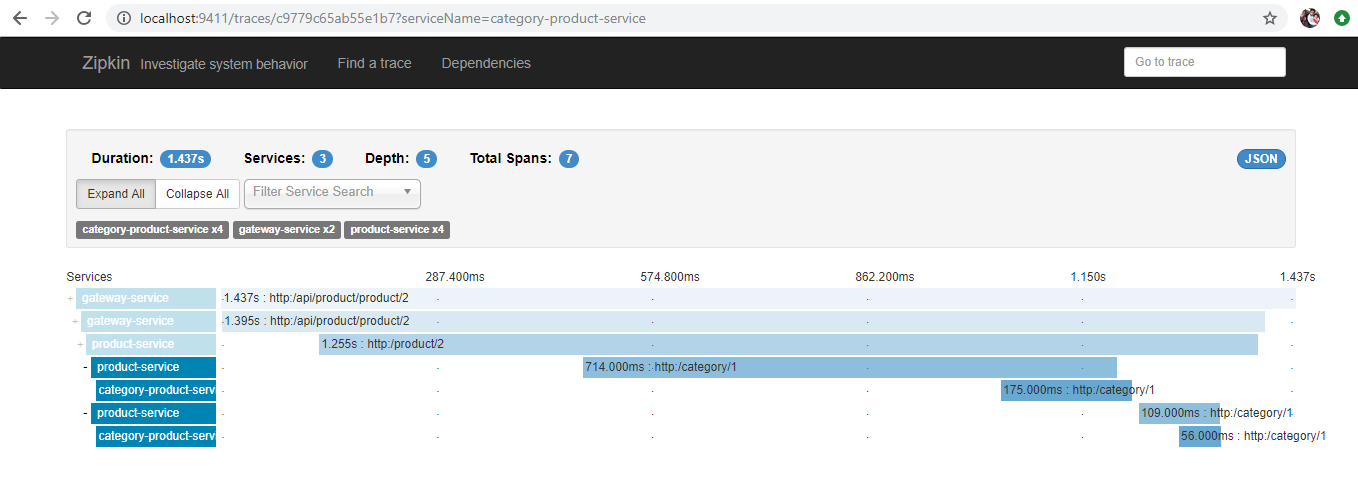 localhost:9411/traces/c9779c65ab55e1b7?serviceName=category-product-service
Zipkin Investigate system behavior Find a trace Dependencies Go to trace
Duration: 1.437s Services: 3 Depth: 5 Total Spans: 7 JSON
Expand All Collapse All Filter Service Search
category-product-service x4 gateway-service x2 product-service x4
Services 287.400ms 574.800ms 862.200ms 1.150s 1.437s
+ gateway-service 1.437s : http:/api/product/product/2
+ gateway-service 1.395s : http:/api/product/product/2
+ product-service 1.255s : http:/product/2
- product-service 714.000ms : http:/category/1
category-product-servi 175.000ms : http:/category/1
- product-service 109.000ms : http:/category/1
category-product-servi 56.000ms : http:/category/1